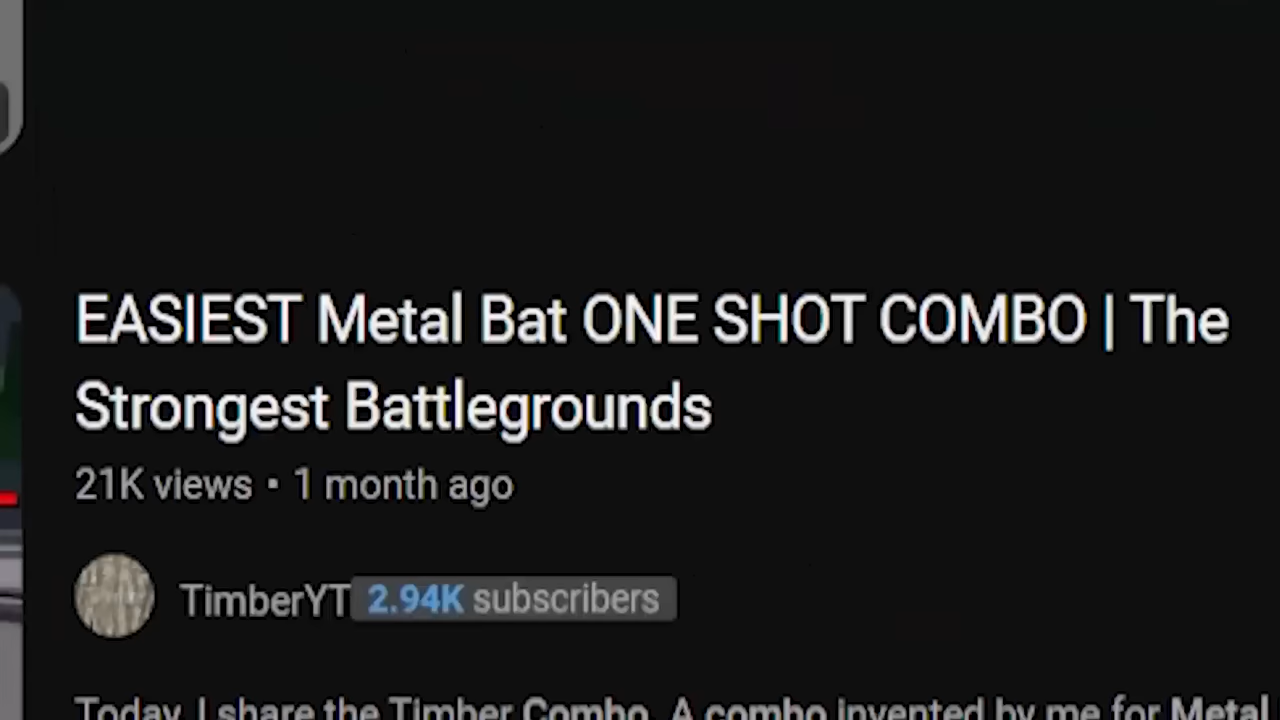 EASIEST Metal Bat ONE SHOT COMBO | The
Strongest Battlegrounds
21K views • 1 month ago
TimberYT 2.94K subscribers
Today, I share the Timber Combo. A combo invented by me for Metal